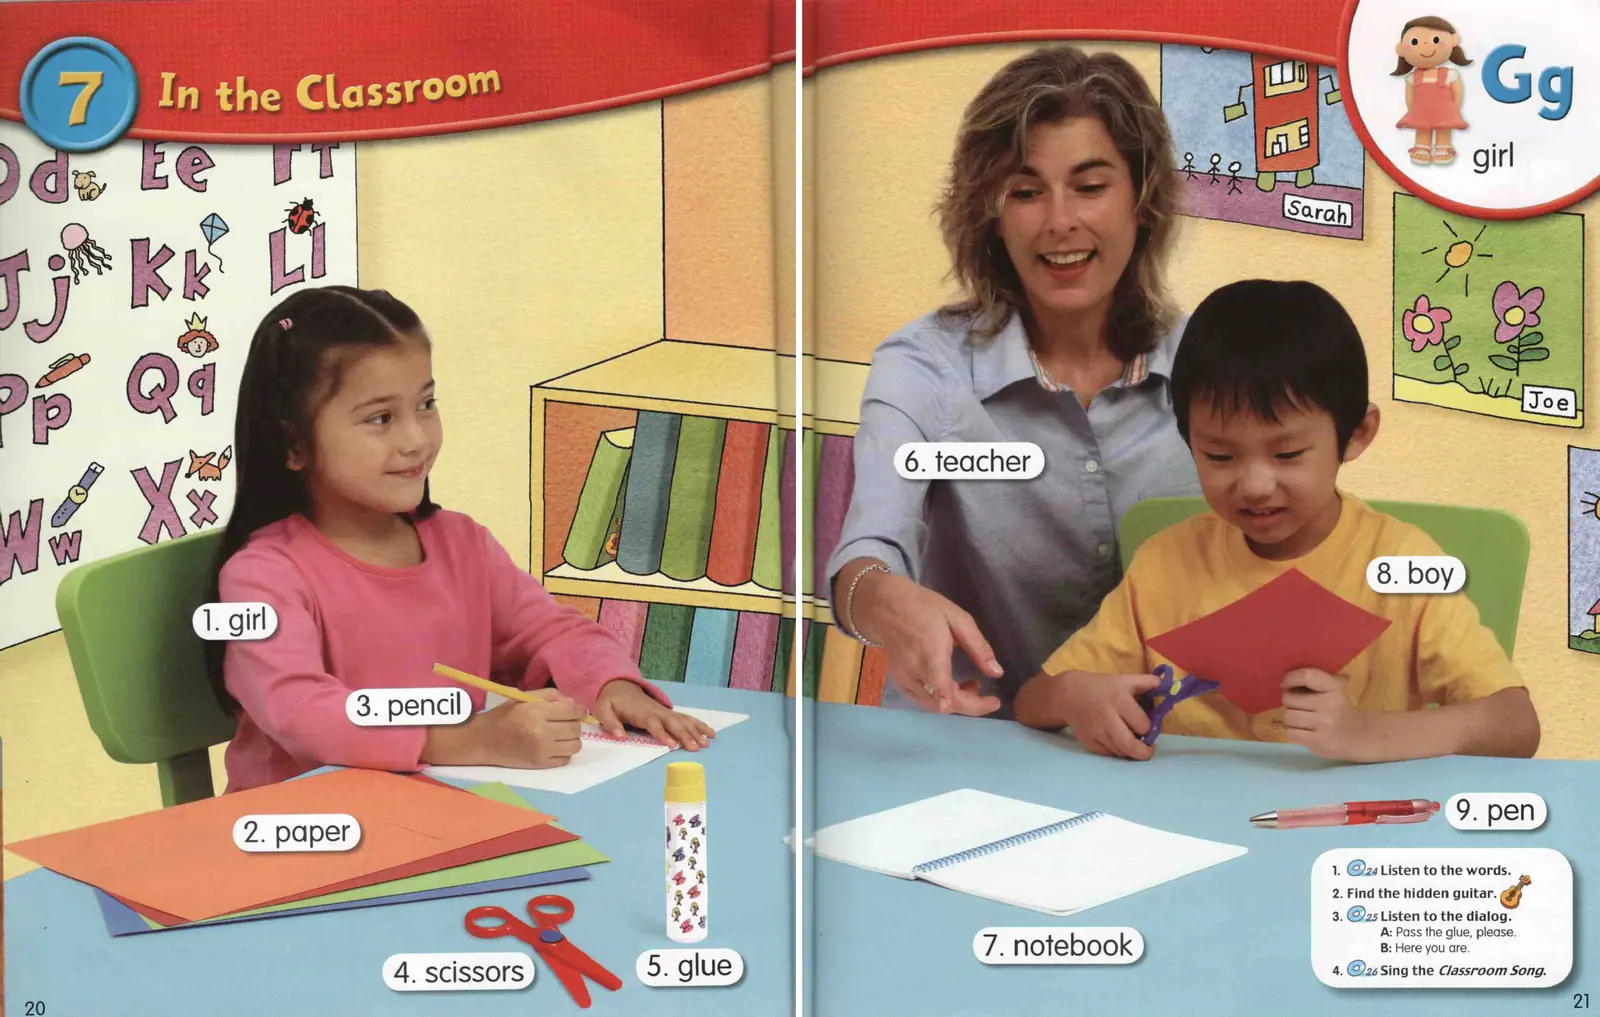 7
In the Classroom
Dd
Ee
Ff
Jj
Kk
Ll
Pp
Qq
Ww
Xx
1. girl
3. pencil
2. paper
4. scissors
5. glue
20
Gg
girl
Sarah
Joe
6. teacher
8. boy
9. pen
7. notebook
1. 24 Listen to the words.
2. Find the hidden guitar.
3. 25 Listen to the dialog.
A: Pass the glue, please.
B: Here you are.
4. 26 Sing the Classroom Song.
21